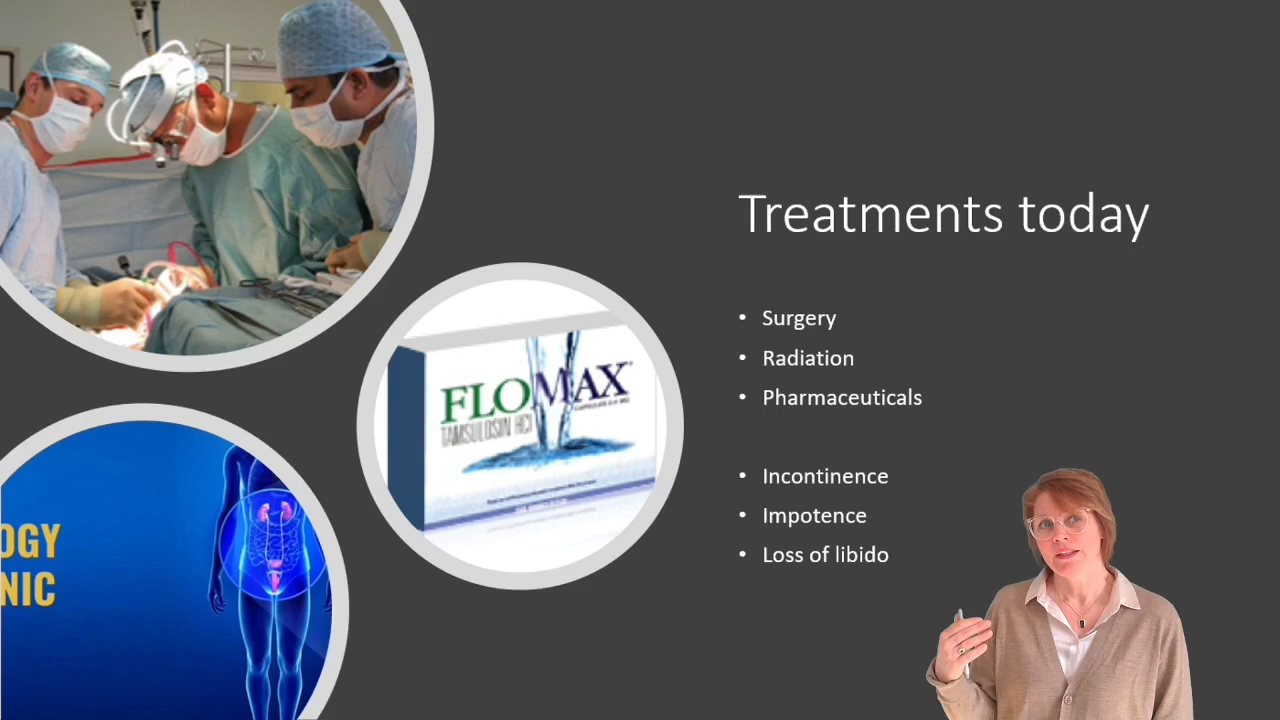 Treatments today
• Surgery
• Radiation
• Pharmaceuticals
• Incontinence
• Impotence
• Loss of libido
FLOMAX
TAMSULOSIN HCl
OGY
NIC